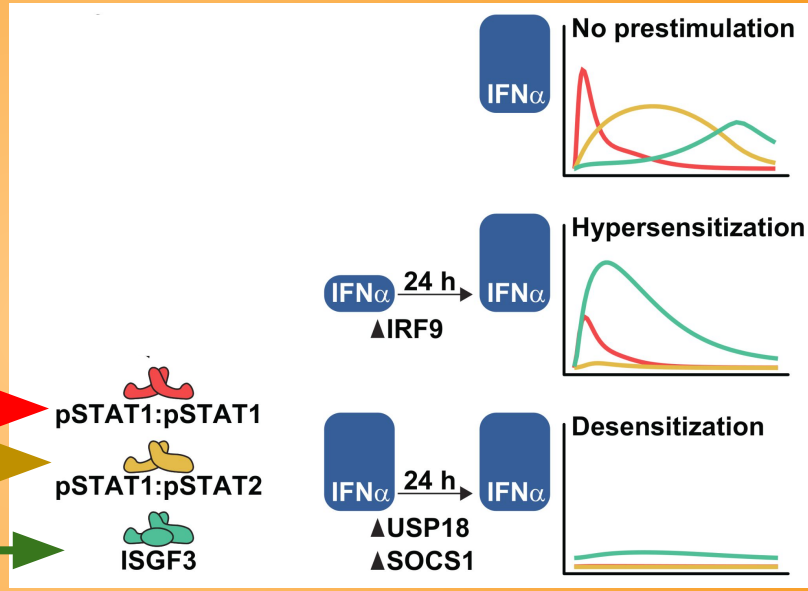 No prestimulation
IFNα
Hypersensitization
IFNα
24 h
IFNα
▲IRF9
pSTAT1:pSTAT1
pSTAT1:pSTAT2
ISGF3
Desensitization
IFNα
24 h
IFNα
▲USP18
▲SOCS1